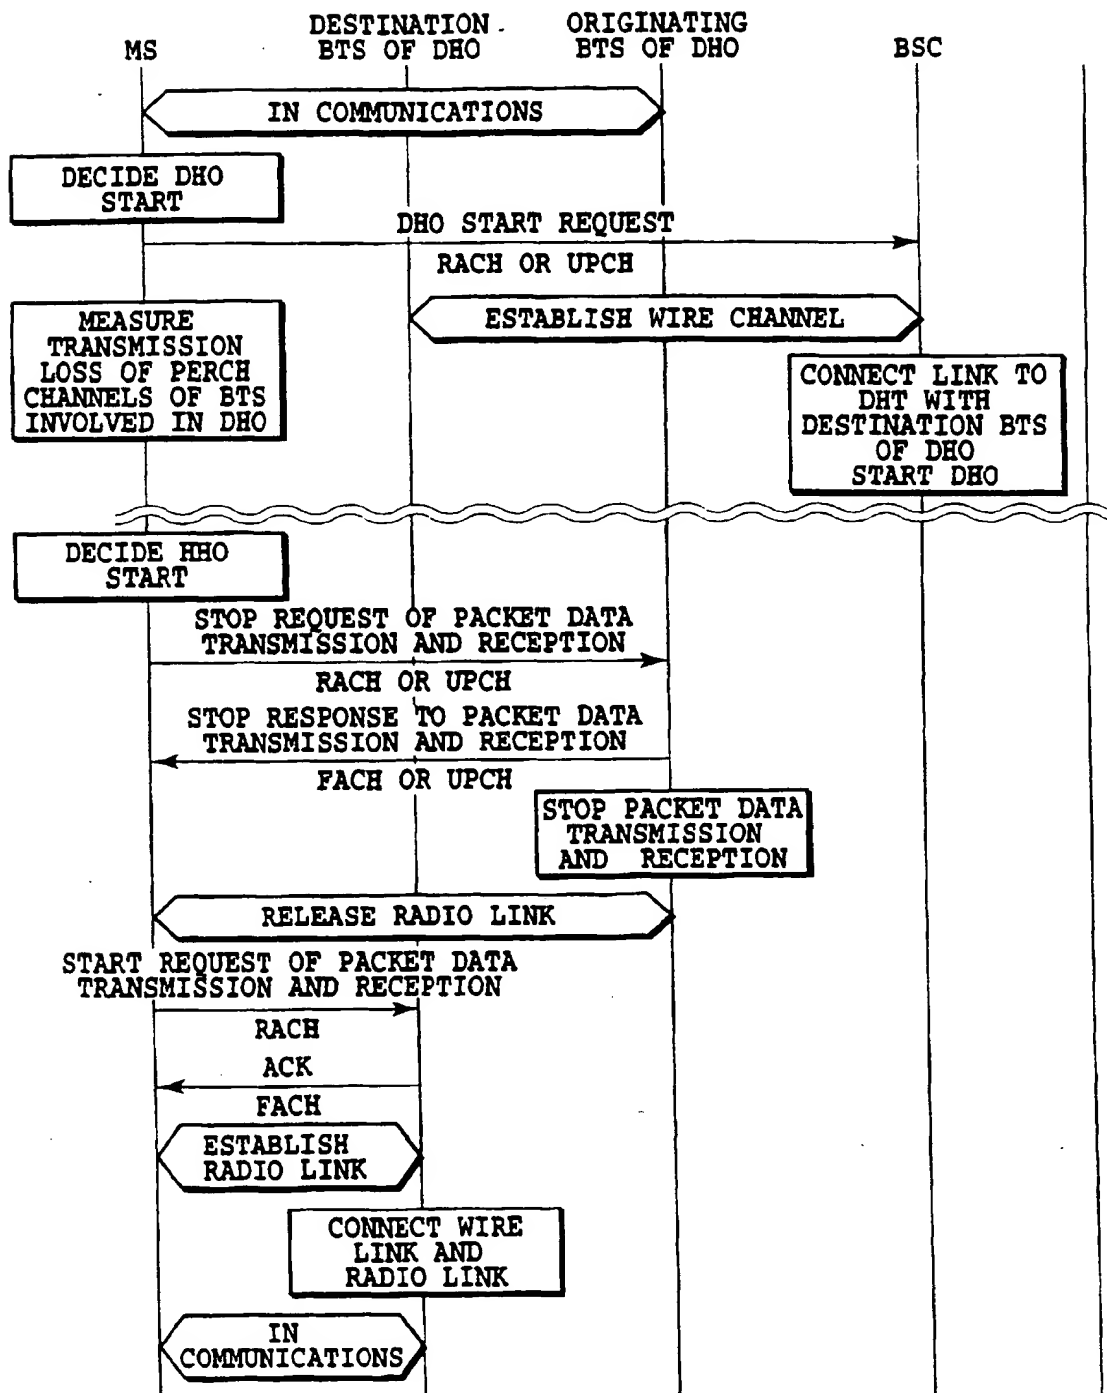 MS
DESTINATION
BTS OF DHO
ORIGINATING
BTS OF DHO
BSC
IN COMMUNICATIONS
DECIDE DHO
START
DHO START REQUEST
RACH OR UPCH
ESTABLISH WIRE CHANNEL
MEASURE
TRANSMISSION
LOSS OF PERCH
CHANNELS OF BTS
INVOLVED IN DHO
CONNECT LINK TO
DHT WITH
DESTINATION BTS
OF DHO
START DHO
DECIDE HHO
START
STOP REQUEST OF PACKET DATA
TRANSMISSION AND RECEPTION
RACH OR UPCH
STOP RESPONSE TO PACKET DATA
TRANSMISSION AND RECEPTION
FACH OR UPCH
STOP PACKET DATA
TRANSMISSION
AND RECEPTION
RELEASE RADIO LINK
START REQUEST OF PACKET DATA
TRANSMISSION AND RECEPTION
RACH
ACK
FACH
ESTABLISH
RADIO LINK
CONNECT WIRE
LINK AND
RADIO LINK
IN
COMMUNICATIONS